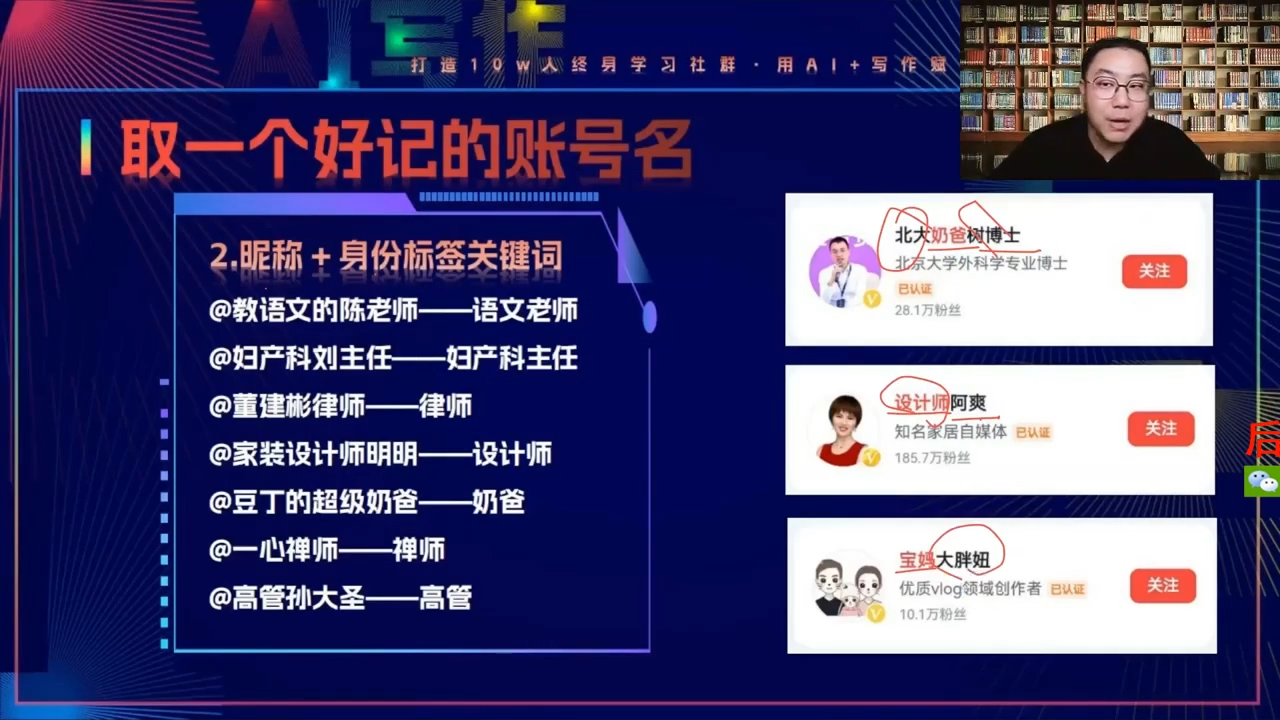 AI写作
打造10w人终身学习社群·用AI+写作赋
取一个好记的账号名
2.昵称+身份标签关键词
@教语文的陈老师——语文老师
@妇产科刘主任——妇产科主任
@董建彬律师——律师
@家装设计师明明——设计师
@豆丁的超级奶爸——奶爸
@一心禅师——禅师
@高管孙大圣——高管
北大奶爸树博士
北京大学外科学专业博士
已认证
28.1万粉丝
关注
设计师阿爽
知名家居自媒体 已认证
185.7万粉丝
关注
宝妈大胖妞
优质vlog领域创作者 已认证
10.1万粉丝
关注
后